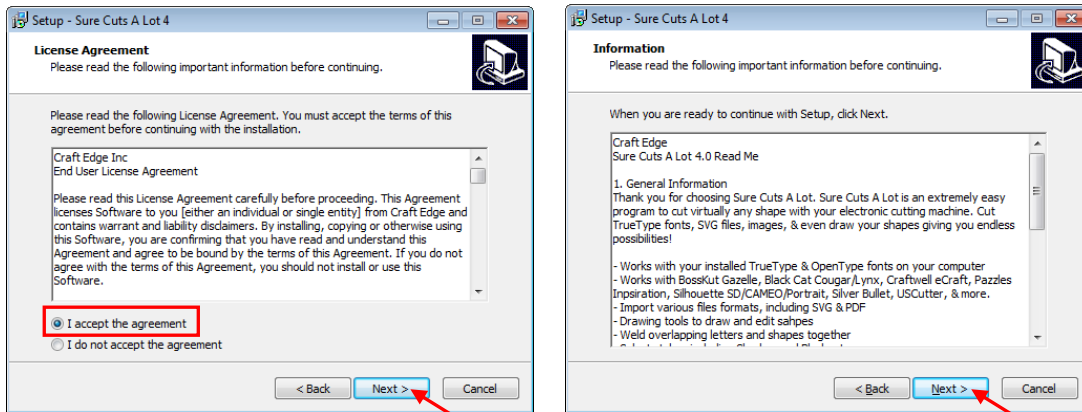 Setup - Sure Cuts A Lot 4
License Agreement
Please read the following important information before continuing.
Please read the following License Agreement. You must accept the terms of this
agreement before continuing with the installation.
Craft Edge Inc
End User License Agreement
Please read this License Agreement carefully before proceeding. This Agreement
licenses Software to you [either an individual or single entity] from Craft Edge and
contains warrant and liability disclaimers. By installing, copying or otherwise using
this Software, you are confirming that you have read and understand this
Agreement and agree to be bound by the terms of this Agreement. If you do not
agree with the terms of this Agreement, you should not install or use this
Software.
I accept the agreement
I do not accept the agreement
< Back
Next >
Cancel
Setup - Sure Cuts A Lot 4
Information
Please read the following important information before continuing.
When you are ready to continue with Setup, click Next.
Craft Edge
Sure Cuts A Lot 4.0 Read Me
1. General Information
Thank you for choosing Sure Cuts A Lot. Sure Cuts A Lot is an extremely easy
program to cut virtually any shape with your electronic cutting machine. Cut
TrueType fonts, SVG files, images, & even draw your shapes giving you endless
possibilities!
- Works with your installed TrueType & OpenType fonts on your computer
- Works with BossKut Gazelle, Black Cat Cougar/Lynx, Craftwell eCraft, Pazzles
Inpsiration, Silhouette SD/CAMEO/Portrait, Silver Bullet, USCutter, & more.
- Import various files formats, including SVG & PDF
- Drawing tools to draw and edit sahpes
- Weld overlapping letters and shapes together
< Back
Next >
Cancel